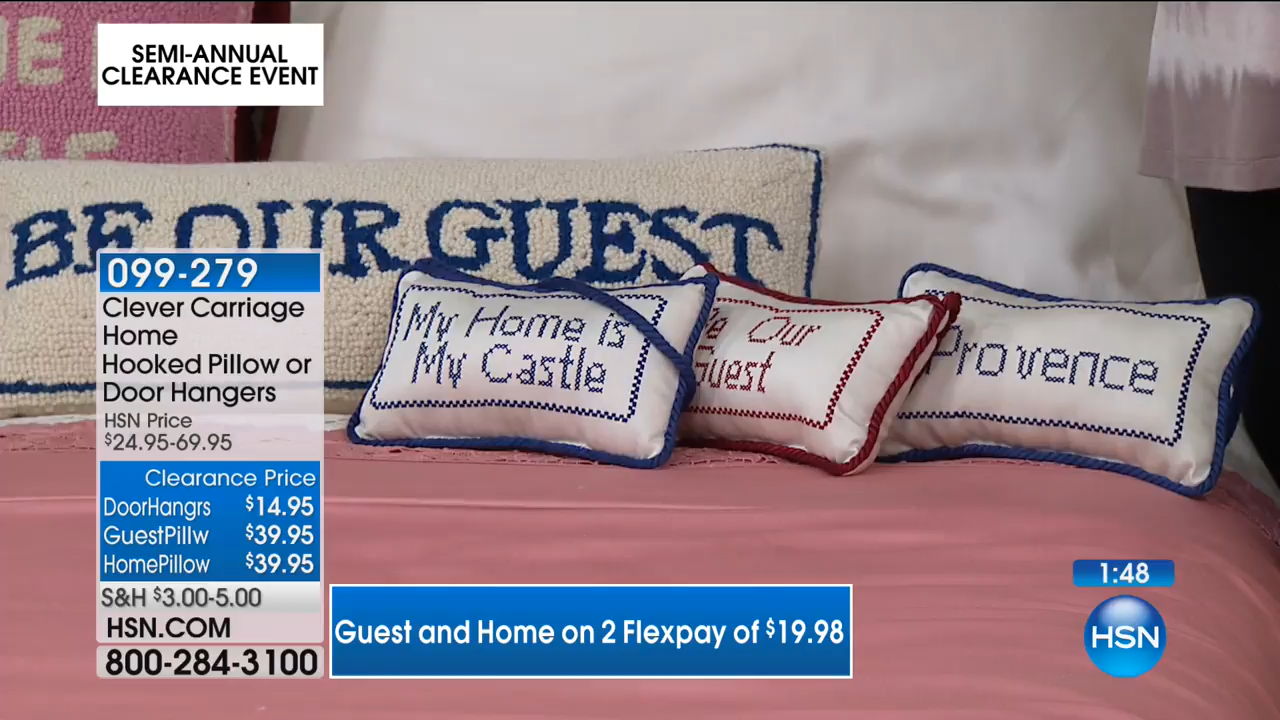 SEMI-ANNUAL
CLEARANCE EVENT
BE OUR GUEST
My Home is
My Castle
Our
Guest
Provence
099-279
Clever Carriage
Home
Hooked Pillow or
Door Hangers
HSN Price
$24.95-69.95
Clearance Price
DoorHangrs $14.95
GuestPillw $39.95
HomePillow $39.95
S&H $3.00-5.00
HSN.COM
800-284-3100
Guest and Home on 2 Flexpay of $19.98
1:48
HSN